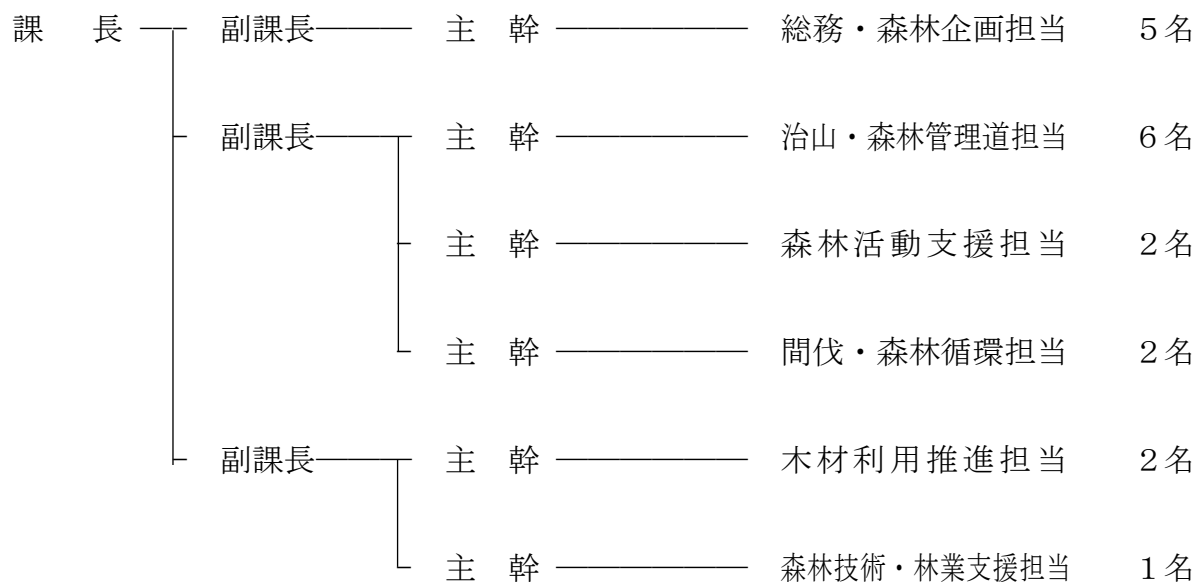 課　長　副課長　主　幹　総務・森林企画担当　５名
副課長　主　幹　治山・森林管理道担当　６名
主　幹　森林活動支援担当　２名
主　幹　間伐・森林循環担当　２名
副課長　主　幹　木材利用推進担当　２名
主　幹　森林技術・林業支援担当　１名